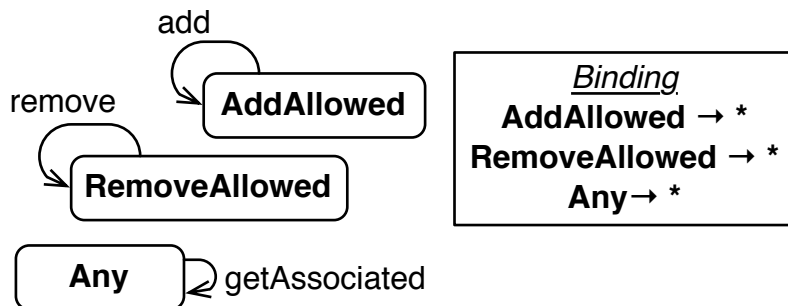 add
AddAllowed
remove
RemoveAllowed
Any
getAssociated
Binding
AddAllowed → *
RemoveAllowed → *
Any→ *